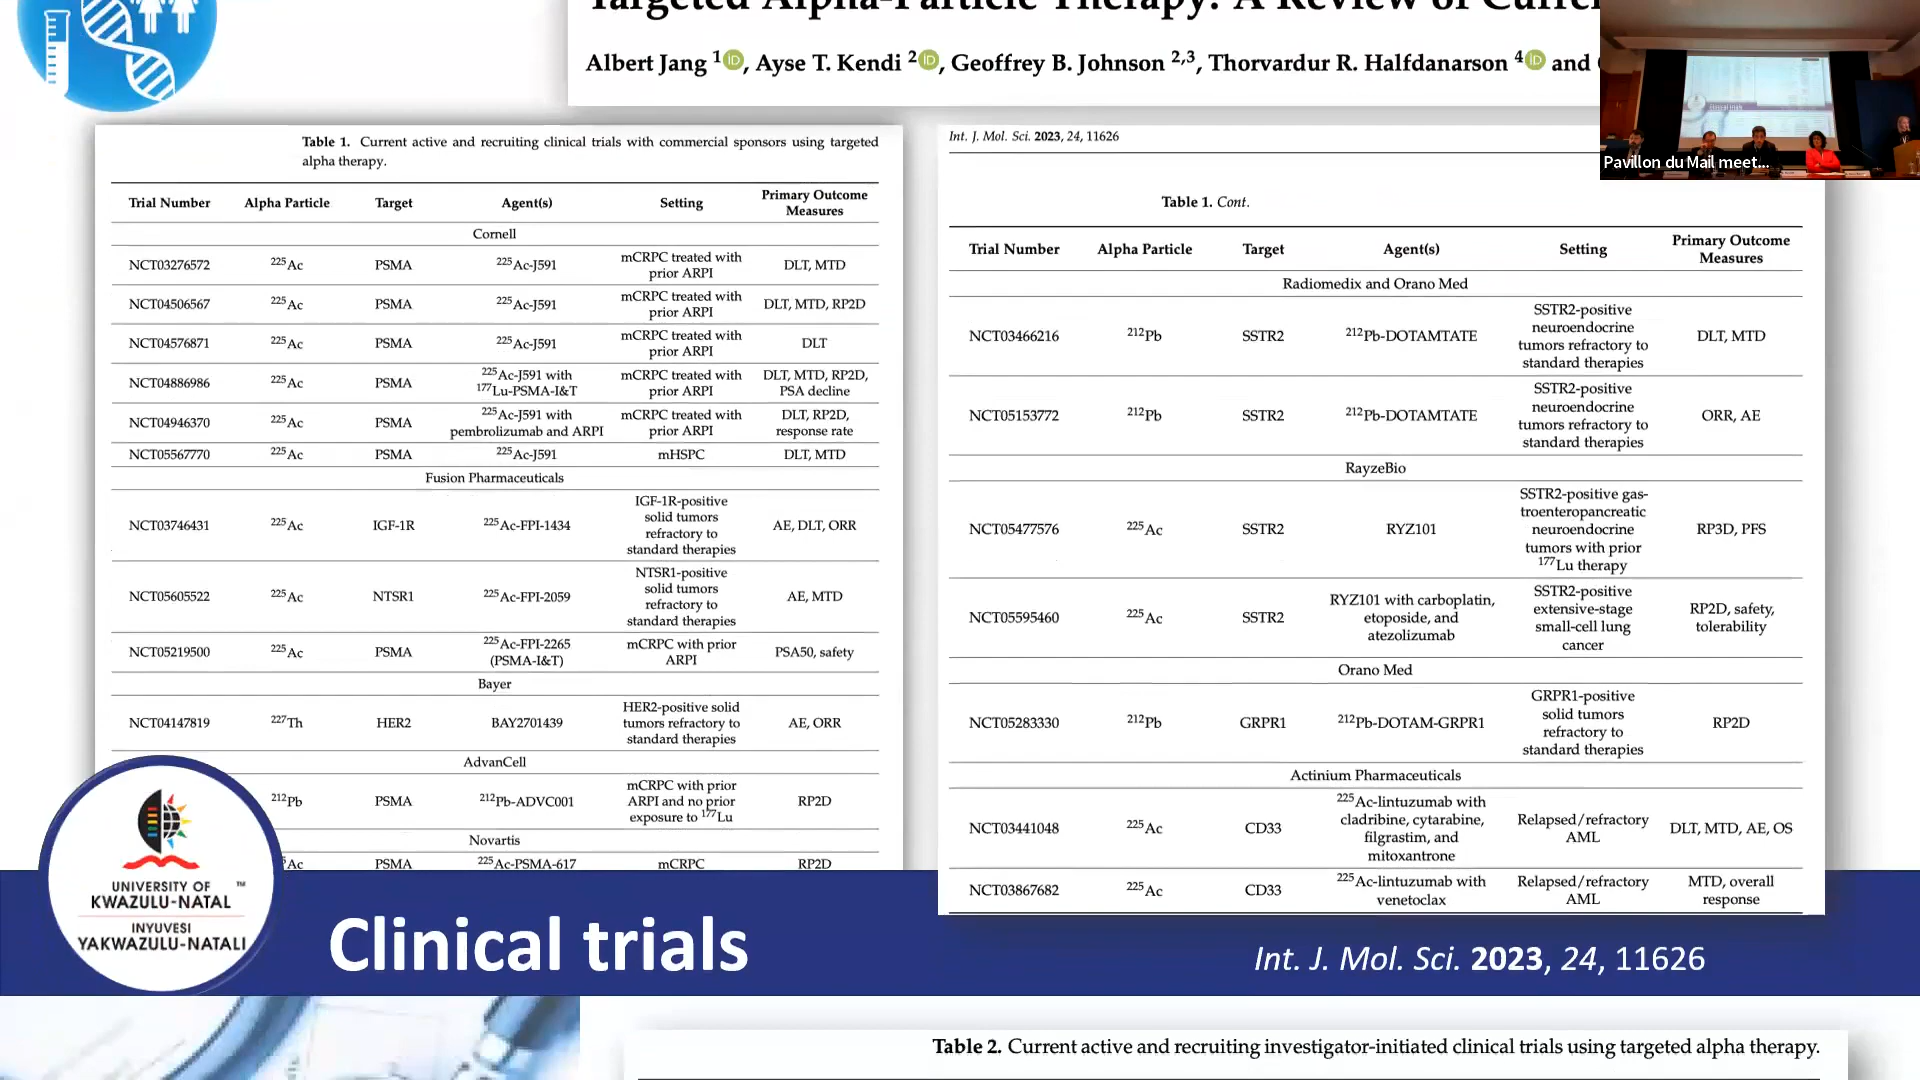 Targeted Alpha-Particle Therapy: A Review of
Albert Jang 1, Ayse T. Kendi 2, Geoffrey B. Johnson 2,3, Thorvardur R. Halfdanarson 4 and
Pavillon du Mail meet...
Table 1. Current active and recruiting clinical trials with commercial sponsors using targeted
alpha therapy.
Trial Number Alpha Particle Target Agent(s) Setting Primary Outcome
Measures
Cornell
NCT03276572 225Ac PSMA 225Ac-J591 mCRPC treated with
prior ARPI DLT, MTD
NCT04506567 225Ac PSMA 225Ac-J591 mCRPC treated with
prior ARPI DLT, MTD, RP2D
NCT04576871 225Ac PSMA 225Ac-J591 mCRPC treated with
prior ARPI DLT
NCT04886986 225Ac PSMA 225Ac-J591 with
177Lu-PSMA-I&T mCRPC treated with
prior ARPI DLT, MTD, RP2D,
PSA decline
NCT04946370 225Ac PSMA 225Ac-J591 with
pembrolizumab and ARPI mCRPC treated with
prior ARPI DLT, RP2D,
response rate
NCT05567770 225Ac PSMA 225Ac-J591 mHSPC DLT, MTD
Fusion Pharmaceuticals
NCT03746431 225Ac IGF-1R 225Ac-FPI-1434 IGF-1R-positive
solid tumors
refractory to
standard therapies AE, DLT, ORR
NCT05605522 225Ac NTSR1 225Ac-FPI-2059 NTSR1-positive
solid tumors
refractory to
standard therapies AE, MTD
NCT05219500 225Ac PSMA 225Ac-FPI-2265
(PSMA-I&T) mCRPC with prior
ARPI PSA50, safety
Bayer
NCT04147819 227Th HER2 BAY2701439 HER2-positive solid
tumors refractory to
standard therapies AE, ORR
AdvanCell
212Pb PSMA 212Pb-ADVC001 mCRPC with prior
ARPI and no prior
exposure to 177Lu RP2D
Novartis
Ac PSMA 225Ac-PSMA-617 mCRPC RP2D
Int. J. Mol. Sci. 2023, 24, 11626
Table 1. Cont.
Trial Number Alpha Particle Target Agent(s) Setting Primary Outcome
Measures
Radiomedix and Orano Med
NCT03466216 212Pb SSTR2 212Pb-DOTAMTATE SSTR2-positive
neuroendocrine
tumors refractory to
standard therapies DLT, MTD
NCT05153772 212Pb SSTR2 212Pb-DOTAMTATE SSTR2-positive
neuroendocrine
tumors refractory to
standard therapies ORR, AE
RayzeBio
NCT05477576 225Ac SSTR2 RYZ101 SSTR2-positive gas-
troenteropancreatic
neuroendocrine
tumors with prior
177Lu therapy RP3D, PFS
NCT05595460 225Ac SSTR2 RYZ101 with carboplatin,
etoposide, and
atezolizumab SSTR2-positive
extensive-stage
small-cell lung
cancer RP2D, safety,
tolerability
Orano Med
NCT05283330 212Pb GRPR1 212Pb-DOTAM-GRPR1 GRPR1-positive
solid tumors
refractory to
standard therapies RP2D
Actinium Pharmaceuticals
NCT03441048 225Ac CD33 225Ac-lintuzumab with
cladribine, cytarabine,
filgrastim, and
mitoxantrone Relapsed/refractory
AML DLT, MTD, AE, OS
NCT03867682 225Ac CD33 225Ac-lintuzumab with
venetoclax Relapsed/refractory
AML MTD, overall
response
UNIVERSITY OF ™
KWAZULU-NATAL
INYUVESI
YAKWAZULU-NATALI
Clinical trials
Int. J. Mol. Sci. 2023, 24, 11626
Table 2. Current active and recruiting investigator-initiated clinical trials using targeted alpha therapy.